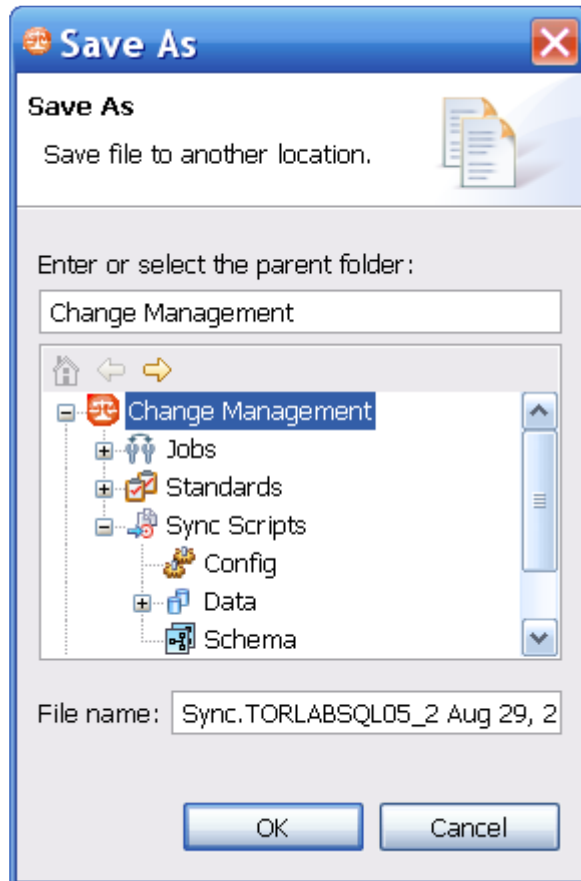 Save As
Save As
Save file to another location.
Enter or select the parent folder:
Change Management
Change Management
Jobs
Standards
Sync Scripts
Config
Data
Schema
File name: Sync.TORLABSQL05_2 Aug 29, 2
OK Cancel